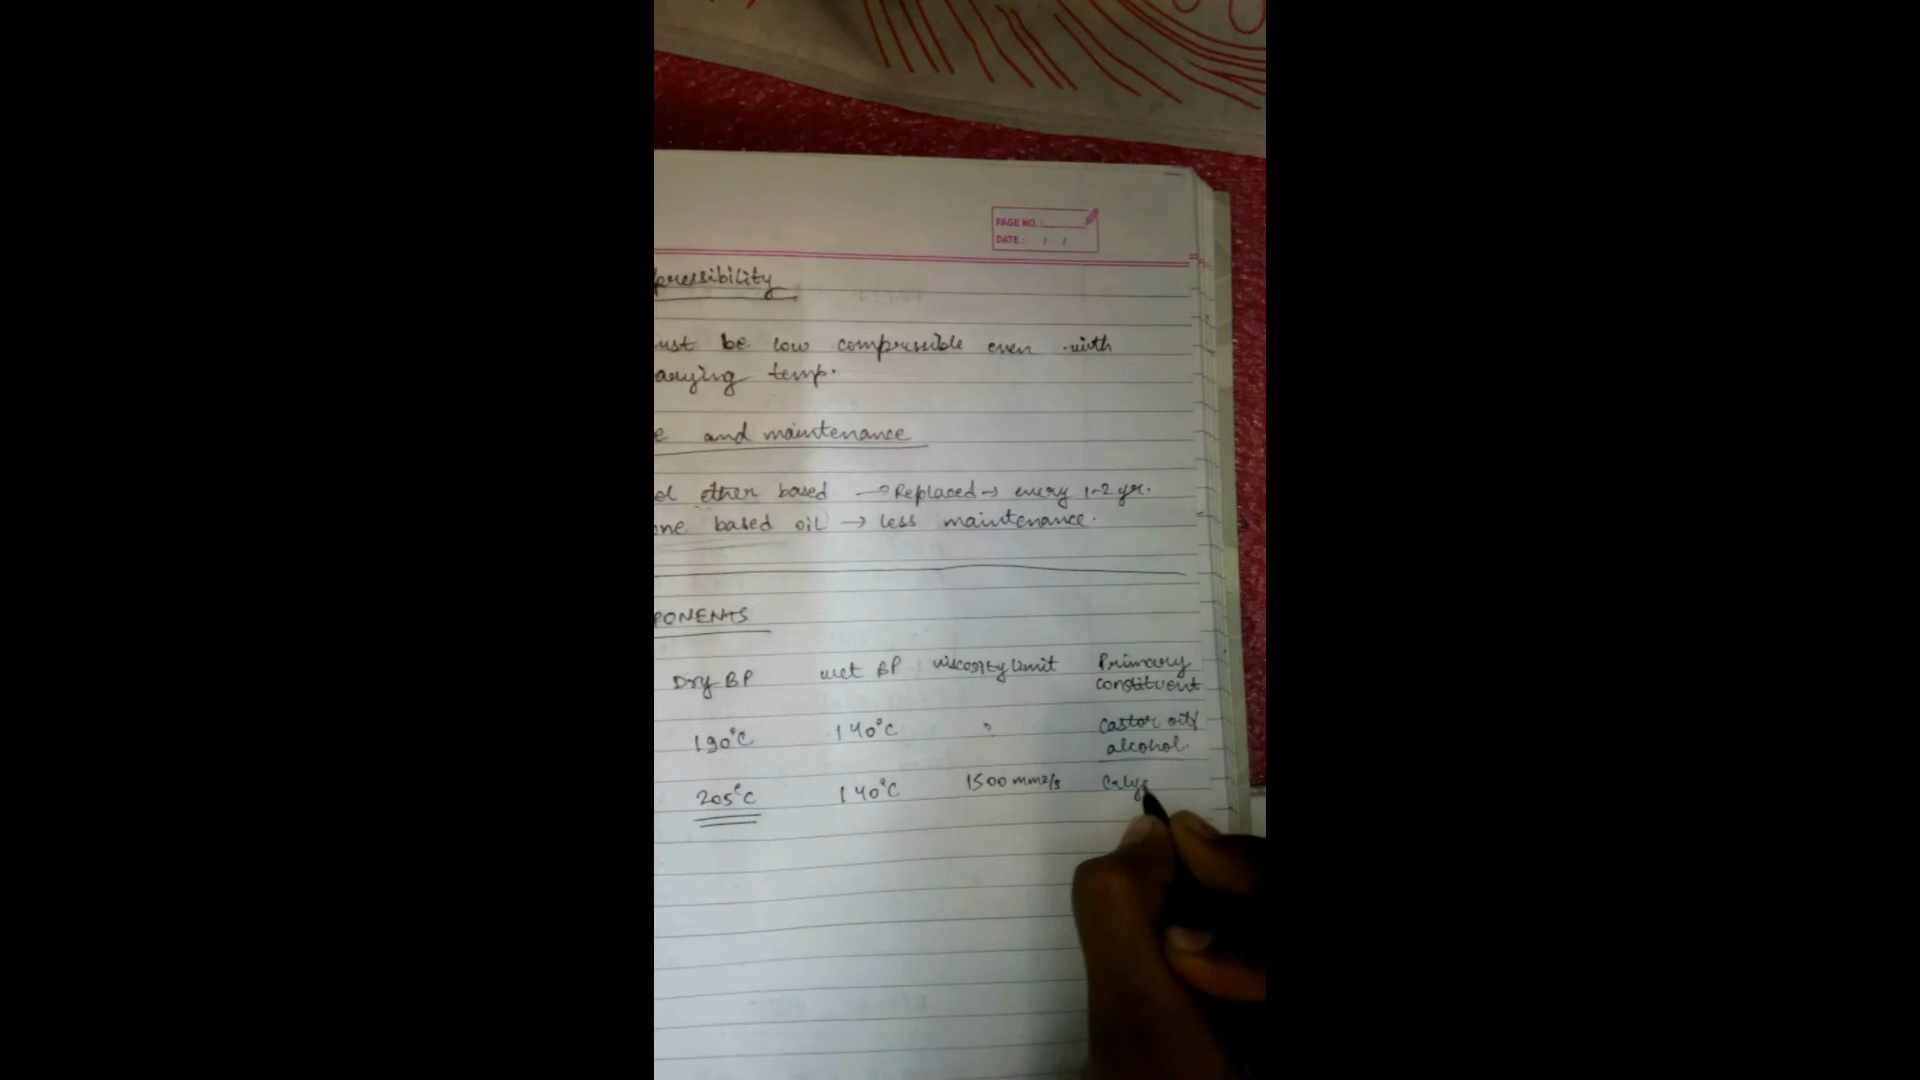 PAGE NO. :
DATE : / /
pressibility
ust be low compressible even with
arying temp.
e and maintenance
ol ether based → Replaced → every 1-2 yr.
one based oil → less maintenance.
PONENTS
Dry BP wet BP viscosity limit Primary
constituent
190°C 140°C Castor oil/
alcohol.
205°C 140°C 1500 mm2/s